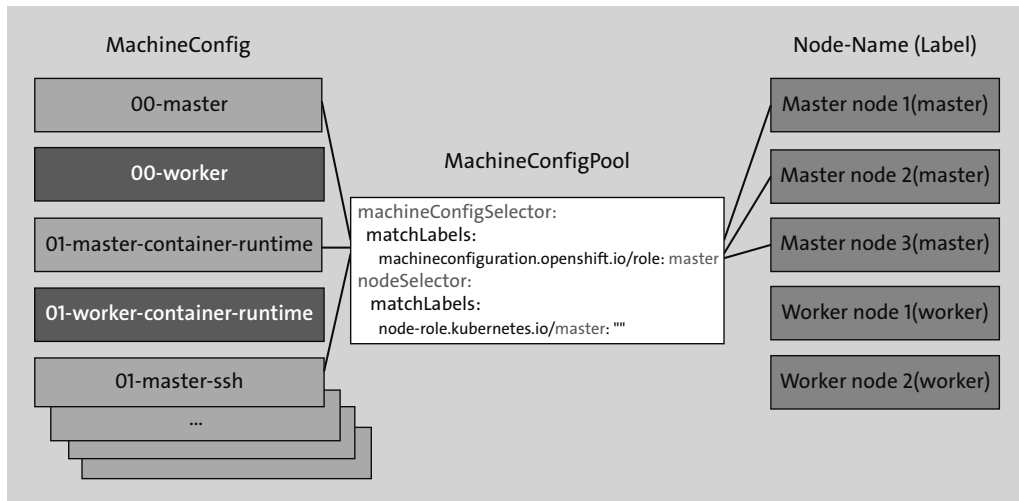 MachineConfig
00-master
00-worker
01-master-container-runtime
01-worker-container-runtime
01-master-ssh
...
MachineConfigPool
machineConfigSelector:
matchLabels:
machineconfiguration.openshift.io/role: master
nodeSelector:
matchLabels:
node-role.kubernetes.io/master: ""
Node-Name (Label)
Master node 1(master)
Master node 2(master)
Master node 3(master)
Worker node 1(worker)
Worker node 2(worker)